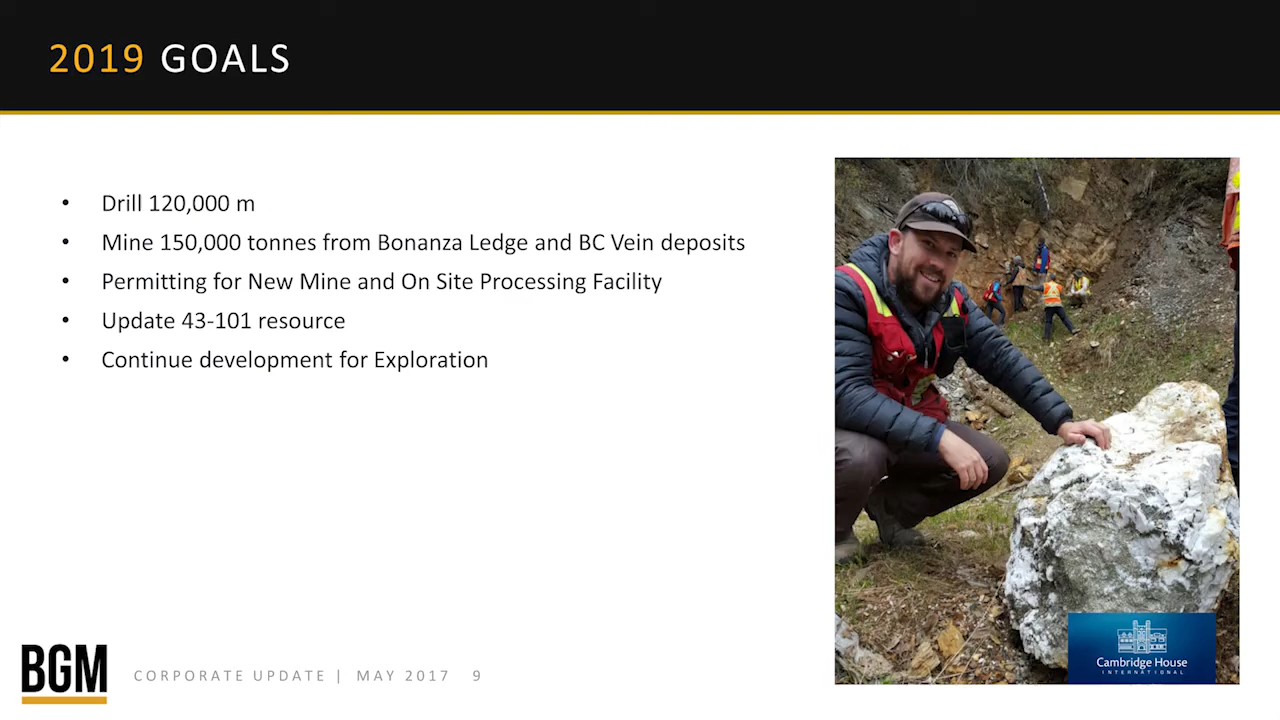 2019 GOALS
• Drill 120,000 m
• Mine 150,000 tonnes from Bonanza Ledge and BC Vein deposits
• Permitting for New Mine and On Site Processing Facility
• Update 43-101 resource
• Continue development for Exploration
Cambridge House
INTERNATIONAL
BGM
CORPORATE UPDATE | MAY 2017 9